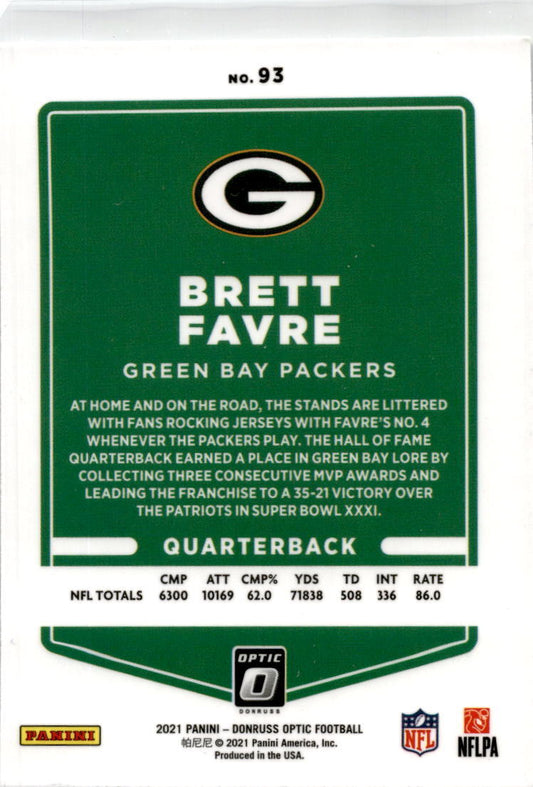 NO. 93
G
BRETT
FAVRE
GREEN BAY PACKERS
AT HOME AND ON THE ROAD, THE STANDS ARE LITTERED
WITH FANS ROCKING JERSEYS WITH FAVRE'S NO. 4
WHENEVER THE PACKERS PLAY. THE HALL OF FAME
QUARTERBACK EARNED A PLACE IN GREEN BAY LORE BY
COLLECTING THREE CONSECUTIVE MVP AWARDS AND
LEADING THE FRANCHISE TO A 35-21 VICTORY OVER
THE PATRIOTS IN SUPER BOWL XXXI.
QUARTERBACK
CMP ATT CMP% YDS TD INT RATE
NFL TOTALS 6300 10169 62.0 71838 508 336 86.0
OPTIC
O
DONRUSS
2021 PANINI – DONRUSS OPTIC FOOTBALL
帕尼尼 © 2021 Panini America, Inc.
Produced in the USA.
PANINI
NFL
NFLPA